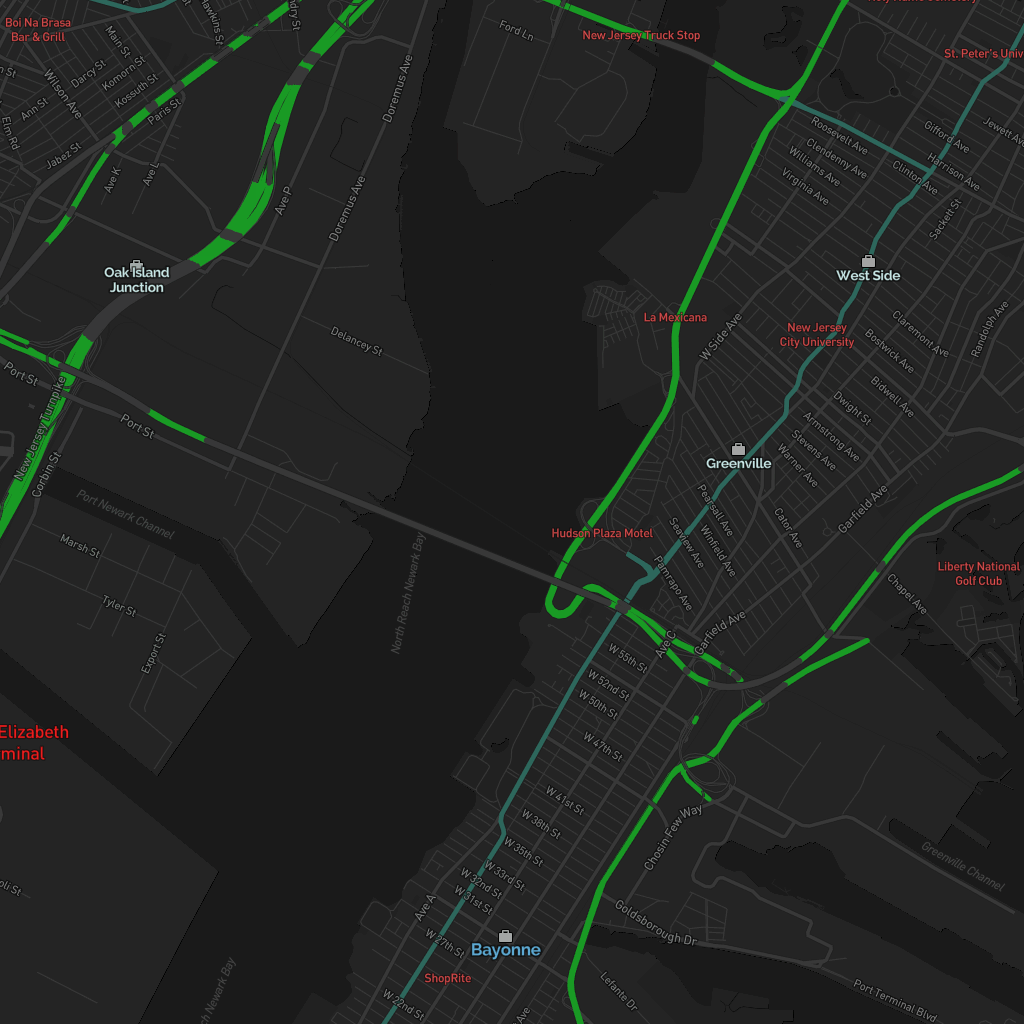 Boi Na Brasa
Bar & Grill
Main St
Darcy St
Komorn St
Kossuth St
Wilson Ave
Ann St
Paris St
Elm Rd
Jabez St
Ave K
Ave L
Ave P
Doremus Ave
Doremus Ave
Ford Ln
New Jersey Truck Stop
St. Peter's Univ
Roosevelt Ave
Clendenny Ave
Williams Ave
Virginia Ave
Gifford Ave
Jewett Av
Harrison Ave
Clinton Ave
Sackett St
Oak Island
Junction
West Side
La Mexicana
W Side Ave
New Jersey
City University
Claremont Ave
Bostwick Ave
Randolph Ave
Bidwell Ave
Dwight St
Armstrong Ave
Stevens Ave
Warner Ave
Delancey St
Port St
Port St
New Jersey Turnpike
Corbin St
Greenville
Pearsall Ave
Garfield Ave
Caton Ave
Seaview Ave
Winfield Ave
Port Newark Channel
Marsh St
Hudson Plaza Motel
Pamrapo Ave
North Reach Newark Bay
Liberty National
Golf Club
Chapel Ave
Tyler St
Export St
Garfield Ave
Ave C
W 55th St
W 52nd St
W 50th St
W 47th St
Elizabeth
minal
W 41st St
W 38th St
W 35th St
W 33rd St
W 32nd St
W 31st St
Chosin Few Way
Greenville Channel
Ave A
W 27th St
Goldsborough Dr
Bayonne
ShopRite
W 22nd St
Lefante Dr
Port Terminal Blvd